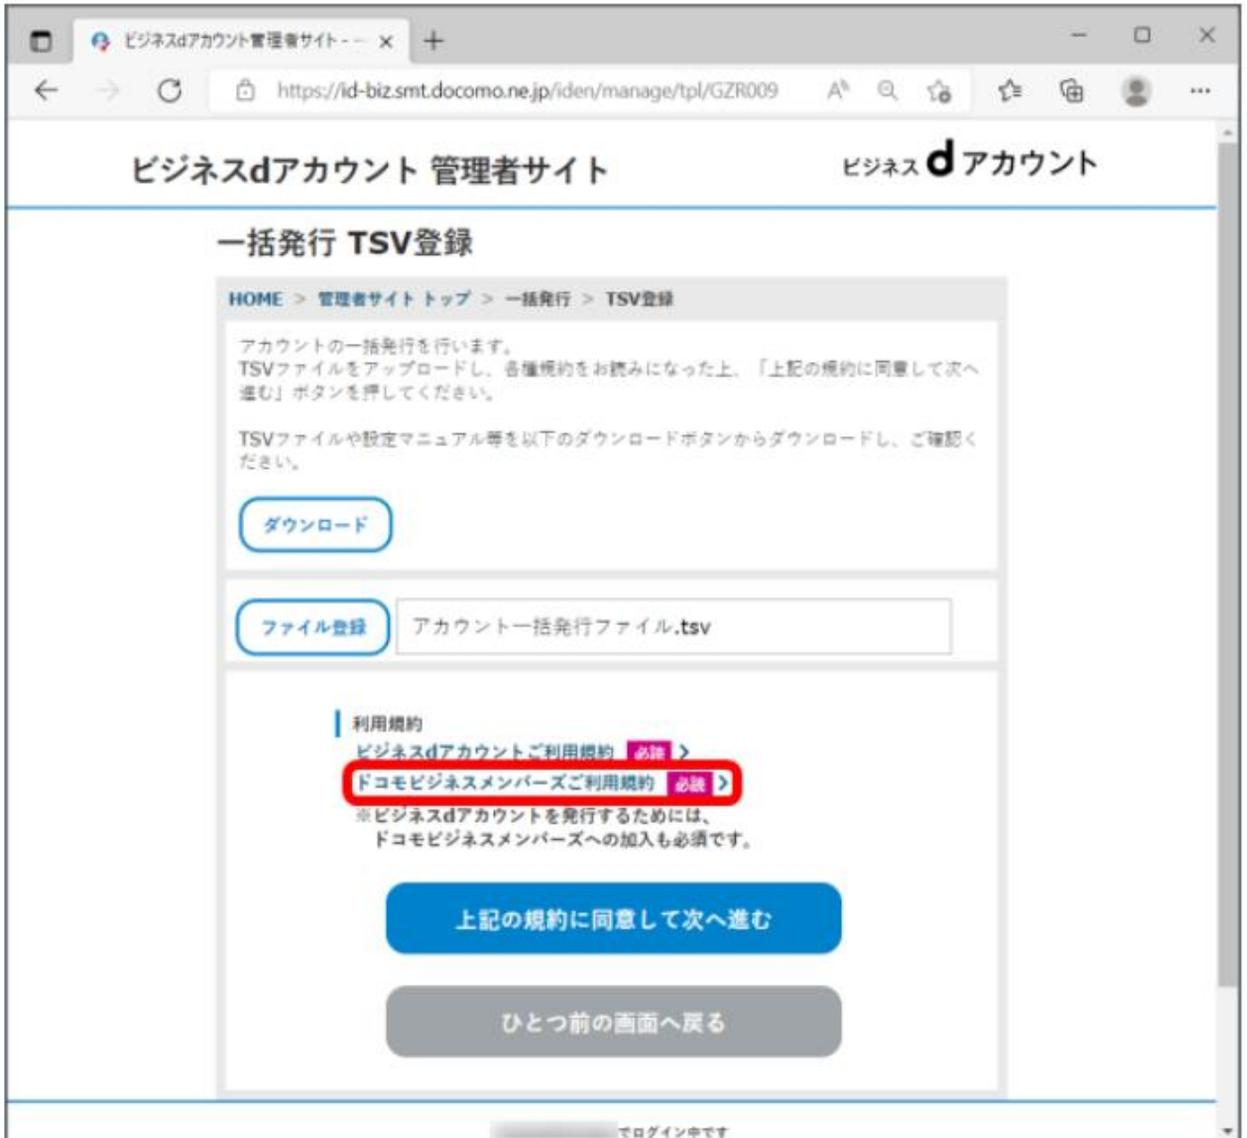 ビジネスdアカウント管理者サイト - -
https://id-biz.smt.docomo.ne.jp/iden/manage/tpl/GZR009
ビジネスdアカウント 管理者サイト
ビジネス d アカウント
一括発行 TSV登録
HOME > 管理者サイト トップ > 一括発行 > TSV登録
アカウントの一括発行を行います。
TSVファイルをアップロードし、各種規約をお読みになった上、「上記の規約に同意して次へ
進む」ボタンを押してください。
TSVファイルや設定マニュアル等を以下のダウンロードボタンからダウンロードし、ご確認く
ださい。
ダウンロード
ファイル登録 アカウント一括発行ファイル.tsv
利用規約
ビジネスdアカウントご利用規約 必読 >
ドコモビジネスメンバーズご利用規約 必読 >
※ビジネスdアカウントを発行するためには、
ドコモビジネスメンバーズへの加入も必須です。
上記の規約に同意して次へ進む
ひとつ前の画面へ戻る
でログイン中です